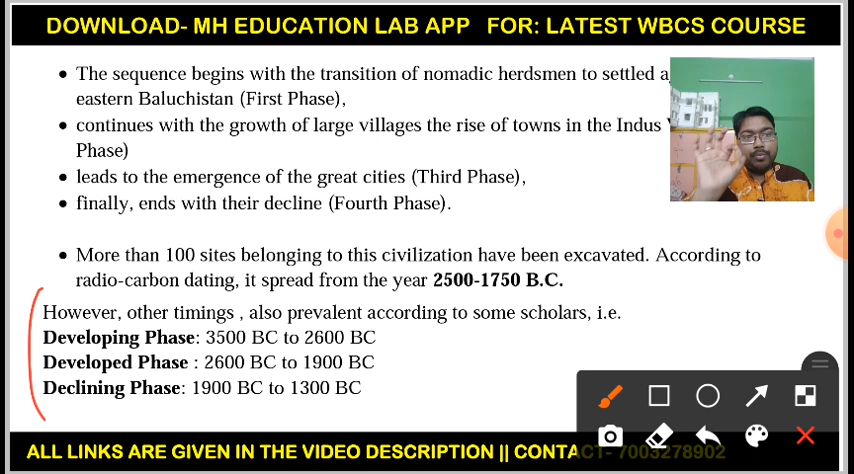 DOWNLOAD- MH EDUCATION LAB APP FOR: LATEST WBCS COURSE
• The sequence begins with the transition of nomadic herdsmen to settled
eastern Baluchistan (First Phase),
• continues with the growth of large villages the rise of towns in the Indus
Phase)
• leads to the emergence of the great cities (Third Phase),
• finally, ends with their decline (Fourth Phase).
• More than 100 sites belonging to this civilization have been excavated. According to
radio-carbon dating, it spread from the year 2500-1750 B.C.
However, other timings , also prevalent according to some scholars, i.e.
Developing Phase: 3500 BC to 2600 BC
Developed Phase : 2600 BC to 1900 BC
Declining Phase: 1900 BC to 1300 BC
ALL LINKS ARE GIVEN IN THE VIDEO DESCRIPTION || CONTACT- 7003278902